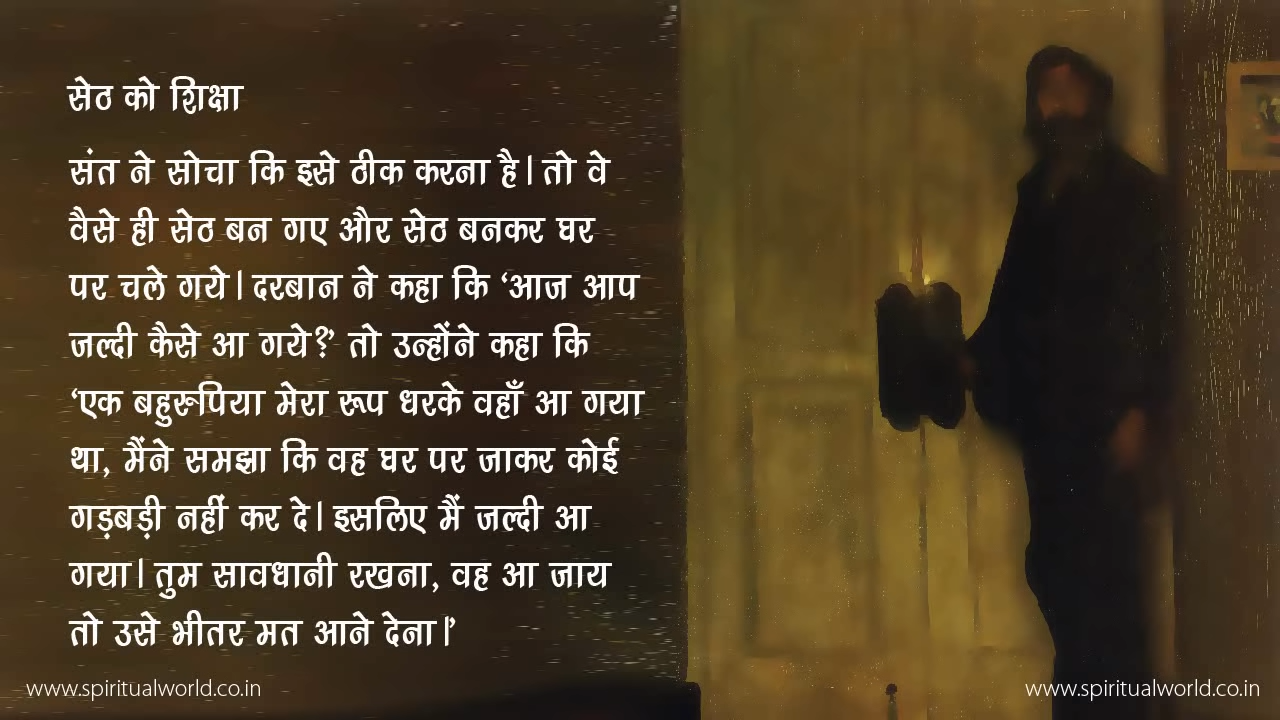 सेठ को शिक्षा
संत ने सोचा कि इसे ठीक करना है। तो वे
वैसे ही सेठ बन गए और सेठ बनकर घर
पर चले गये। दरबान ने कहा कि ‘आज आप
जल्दी कैसे आ गये?’ तो उन्होंने कहा कि
‘एक बहुरूपिया मेरा रूप धरके वहाँ आ गया
था, मैंने समझा कि वह घर पर जाकर कोई
गड़बड़ी नहीं कर दे। इसलिए मैं जल्दी आ
गया। तुम सावधानी रखना, वह आ जाय
तो उसे भीतर मत आने देना।’
www.spiritualworld.co.in
www.spiritualworld.co.in